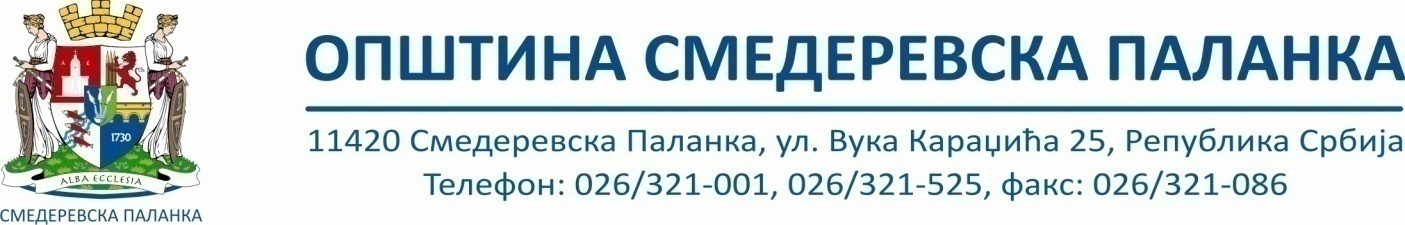 А С
1730
ALBA ECCLESIA
СМЕДЕРЕВСКА ПАЛАНКА
ОПШТИНА СМЕДЕРЕВСКА ПАЛАНКА
11420 Смедеревска Паланка, ул. Вука Караџића 25, Република Србија
Телефон: 026/321-001, 026/321-525, факс: 026/321-086